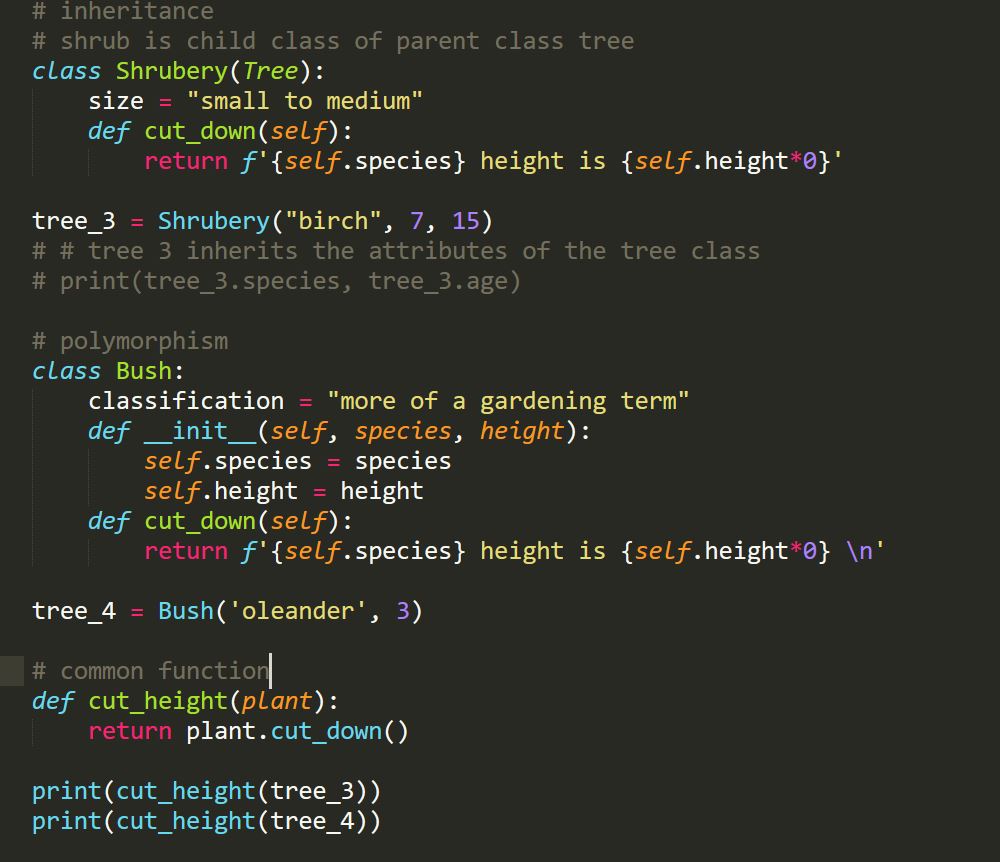 # inheritance
# shrub is child class of parent class tree
class Shrubery(Tree):
    size = "small to medium"
    def cut_down(self):
        return f'{self.species} height is {self.height*0}'

tree_3 = Shrubery("birch", 7, 15)
# # tree 3 inherits the attributes of the tree class
# print(tree_3.species, tree_3.age)

# polymorphism
class Bush:
    classification = "more of a gardening term"
    def __init__(self, species, height):
        self.species = species
        self.height = height
    def cut_down(self):
        return f'{self.species} height is {self.height*0} \n'

tree_4 = Bush('oleander', 3)

# common function
def cut_height(plant):
    return plant.cut_down()

print(cut_height(tree_3))
print(cut_height(tree_4))